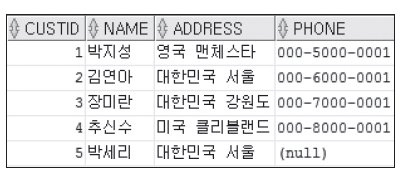 CUSTID NAME ADDRESS PHONE
1 박지성 영국 맨체스타 000-5000-0001
2 김연아 대한민국 서울 000-6000-0001
3 장미란 대한민국 강원도 000-7000-0001
4 추신수 미국 클리블랜드 000-8000-0001
5 박세리 대한민국 서울 (null)